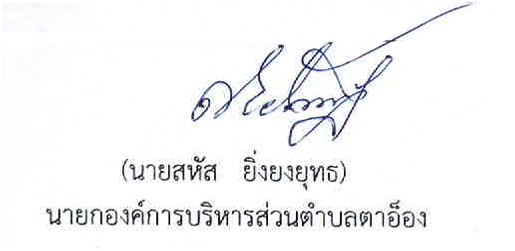 (นายสหัส ยิ่งยงยุทธ)
นายกองค์การบริหารส่วนตำบลตาอ็อง